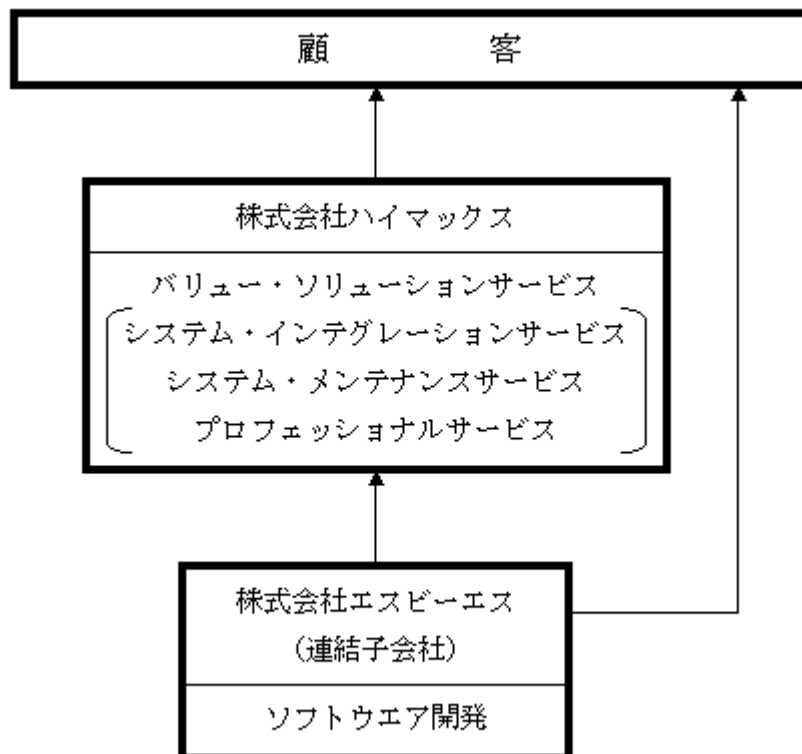 顧　　　客
株式会社ハイマックス
バリュー・ソリューションサービス
システム・インテグレーションサービス
システム・メンテナンスサービス
プロフェッショナルサービス
株式会社エスビーエス
(連結子会社)
ソフトウエア開発